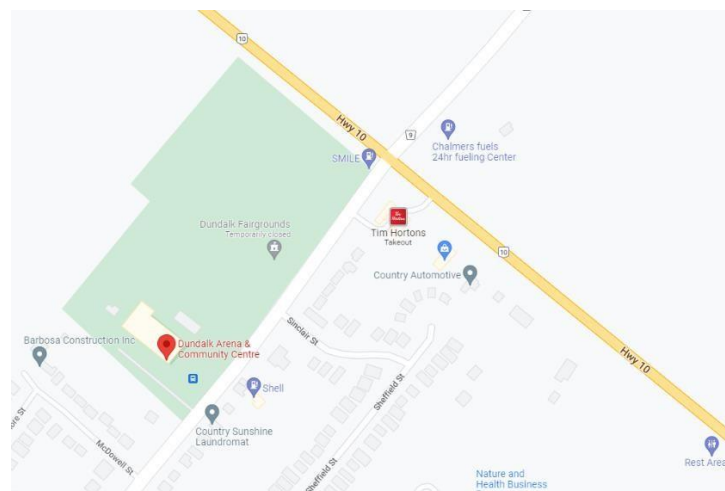 10
Hwy 10
9
SMILE
Chalmers fuels
24hr fueling Center
Dundalk Fairgrounds
Temporarily closed
Tim Hortons
Takeout
10
Country Automotive
Sinclair St
Dundalk Arena &
Community Centre
Barbosa Construction Inc
Hwy 10
Shell
Sheffield St
ore St
Country Sunshine
Laundromat
McDowell St
Sheffield St
Rest Area
Nature and
Health Business